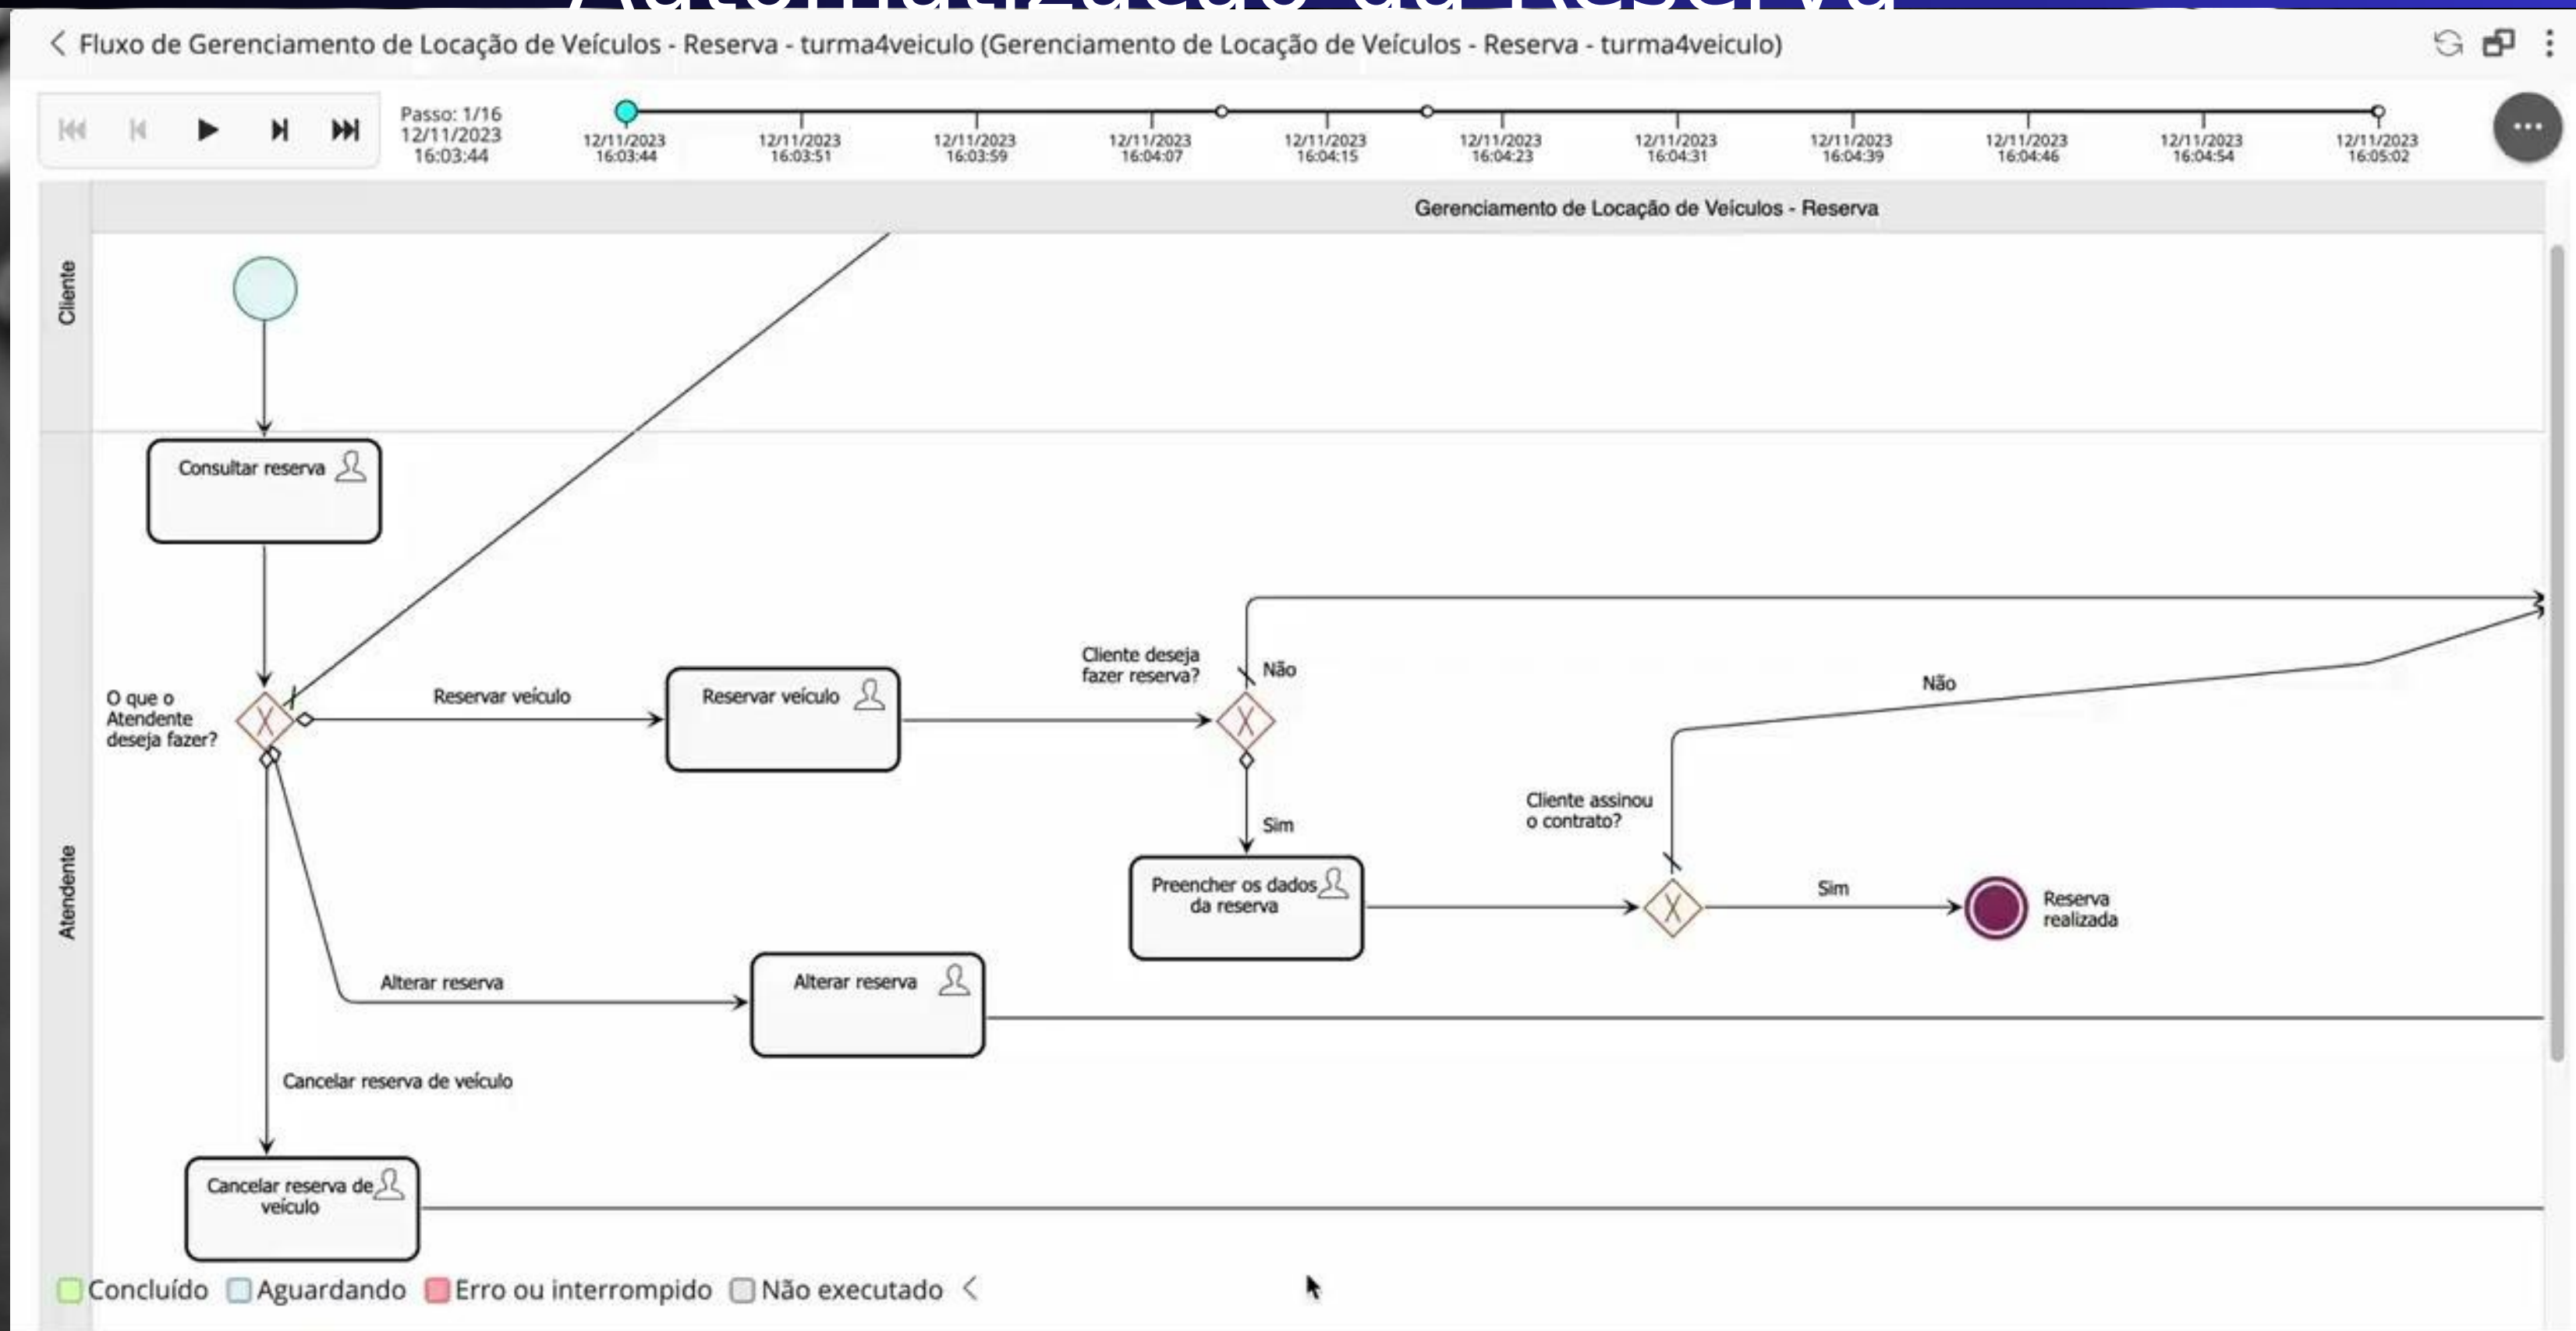 Automatização da Reserva
Fluxo de Gerenciamento de Locação de Veículos - Reserva - turma4veiculo (Gerenciamento de Locação de Veículos - Reserva - turma4veiculo)
Passo: 1/16
12/11/2023
16:03:44
12/11/2023
16:03:44
12/11/2023
16:03:51
12/11/2023
16:03:59
12/11/2023
16:04:07
12/11/2023
16:04:15
12/11/2023
16:04:23
12/11/2023
16:04:31
12/11/2023
16:04:39
12/11/2023
16:04:46
12/11/2023
16:04:54
12/11/2023
16:05:02
Gerenciamento de Locação de Veículos - Reserva
Cliente
Consultar reserva
Atendente
O que o
Atendente
deseja fazer?
Reservar veículo
Reservar veículo
Cliente deseja
fazer reserva?
Não
Sim
Não
Cliente assinou
o contrato?
Preencher os dados
da reserva
Sim
Reserva
realizada
Alterar reserva
Alterar reserva
Cancelar reserva de veículo
Cancelar reserva de
veículo
Concluído
Aguardando
Erro ou interrompido
Não executado